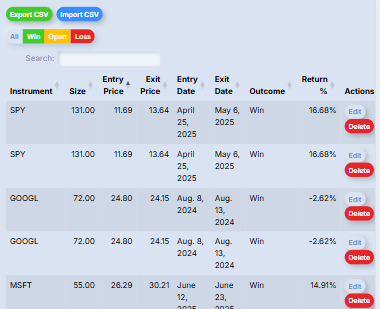 Export CSV Import CSV
All Win Open Loss
Search:
Instrument Size Entry Price Exit Price Entry Date Exit Date Outcome Return % Actions
SPY 131.00 11.69 13.64 April 25, 2025 May 6, 2025 Win 16.68% Edit Delete
SPY 131.00 11.69 13.64 April 25, 2025 May 6, 2025 Win 16.68% Edit Delete
GOOGL 72.00 24.80 24.15 Aug. 8, 2024 Aug. 13, 2024 Win -2.62% Edit Delete
GOOGL 72.00 24.80 24.15 Aug. 8, 2024 Aug. 13, 2024 Win -2.62% Edit Delete
MSFT 55.00 26.29 30.21 June 12, 2025 June 23, 2025 Win 14.91% Edit Delete